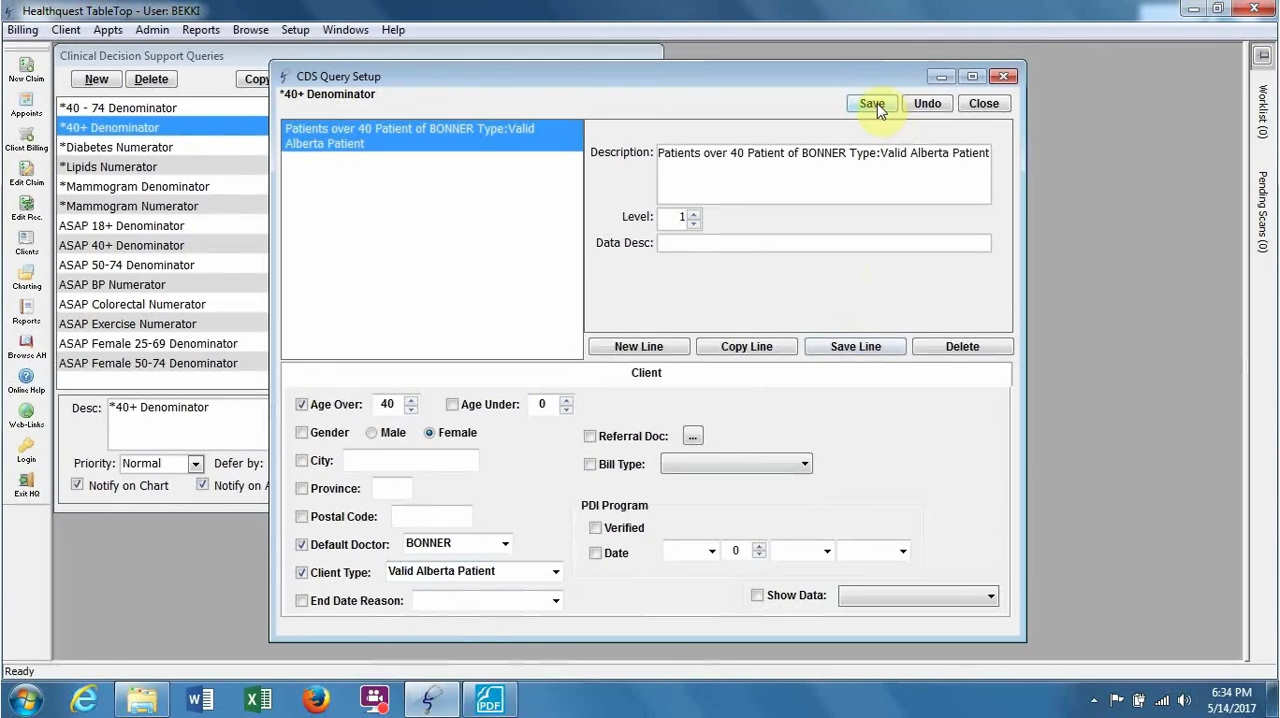 Healthquest TableTop - User: BEKKI
Billing Client Appts Admin Reports Browse Setup Windows Help
New Claim
Appoints
Client Billing
Edit Claim
Edit Rec.
Clients
Charting
Reports
Browse AH
Online Help
Web-Links
Login
Exit HQ
Clinical Decision Support Queries
New Delete Copy
*40 - 74 Denominator
*40+ Denominator
*Diabetes Numerator
*Lipids Numerator
*Mammogram Denominator
*Mammogram Numerator
ASAP 18+ Denominator
ASAP 40+ Denominator
ASAP 50-74 Denominator
ASAP BP Numerator
ASAP Colorectal Numerator
ASAP Exercise Numerator
ASAP Female 25-69 Denominator
ASAP Female 50-74 Denominator
Desc: *40+ Denominator
Priority: Normal Defer by:
Notify on Chart Notify on A
CDS Query Setup
*40+ Denominator
Save Undo Close
Patients over 40 Patient of BONNER Type:Valid
Alberta Patient
Description: Patients over 40 Patient of BONNER Type:Valid Alberta Patient
Level: 1
Data Desc:
New Line Copy Line Save Line Delete
Client
Age Over: 40 Age Under: 0
Gender Male Female
City:
Province:
Postal Code:
Default Doctor: BONNER
Client Type: Valid Alberta Patient
End Date Reason:
Referral Doc: ...
Bill Type:
PDI Program
Verified
Date 0
Show Data:
Worklist (0)
Pending Scans (0)
Ready
PDF
6:34 PM
5/14/2017